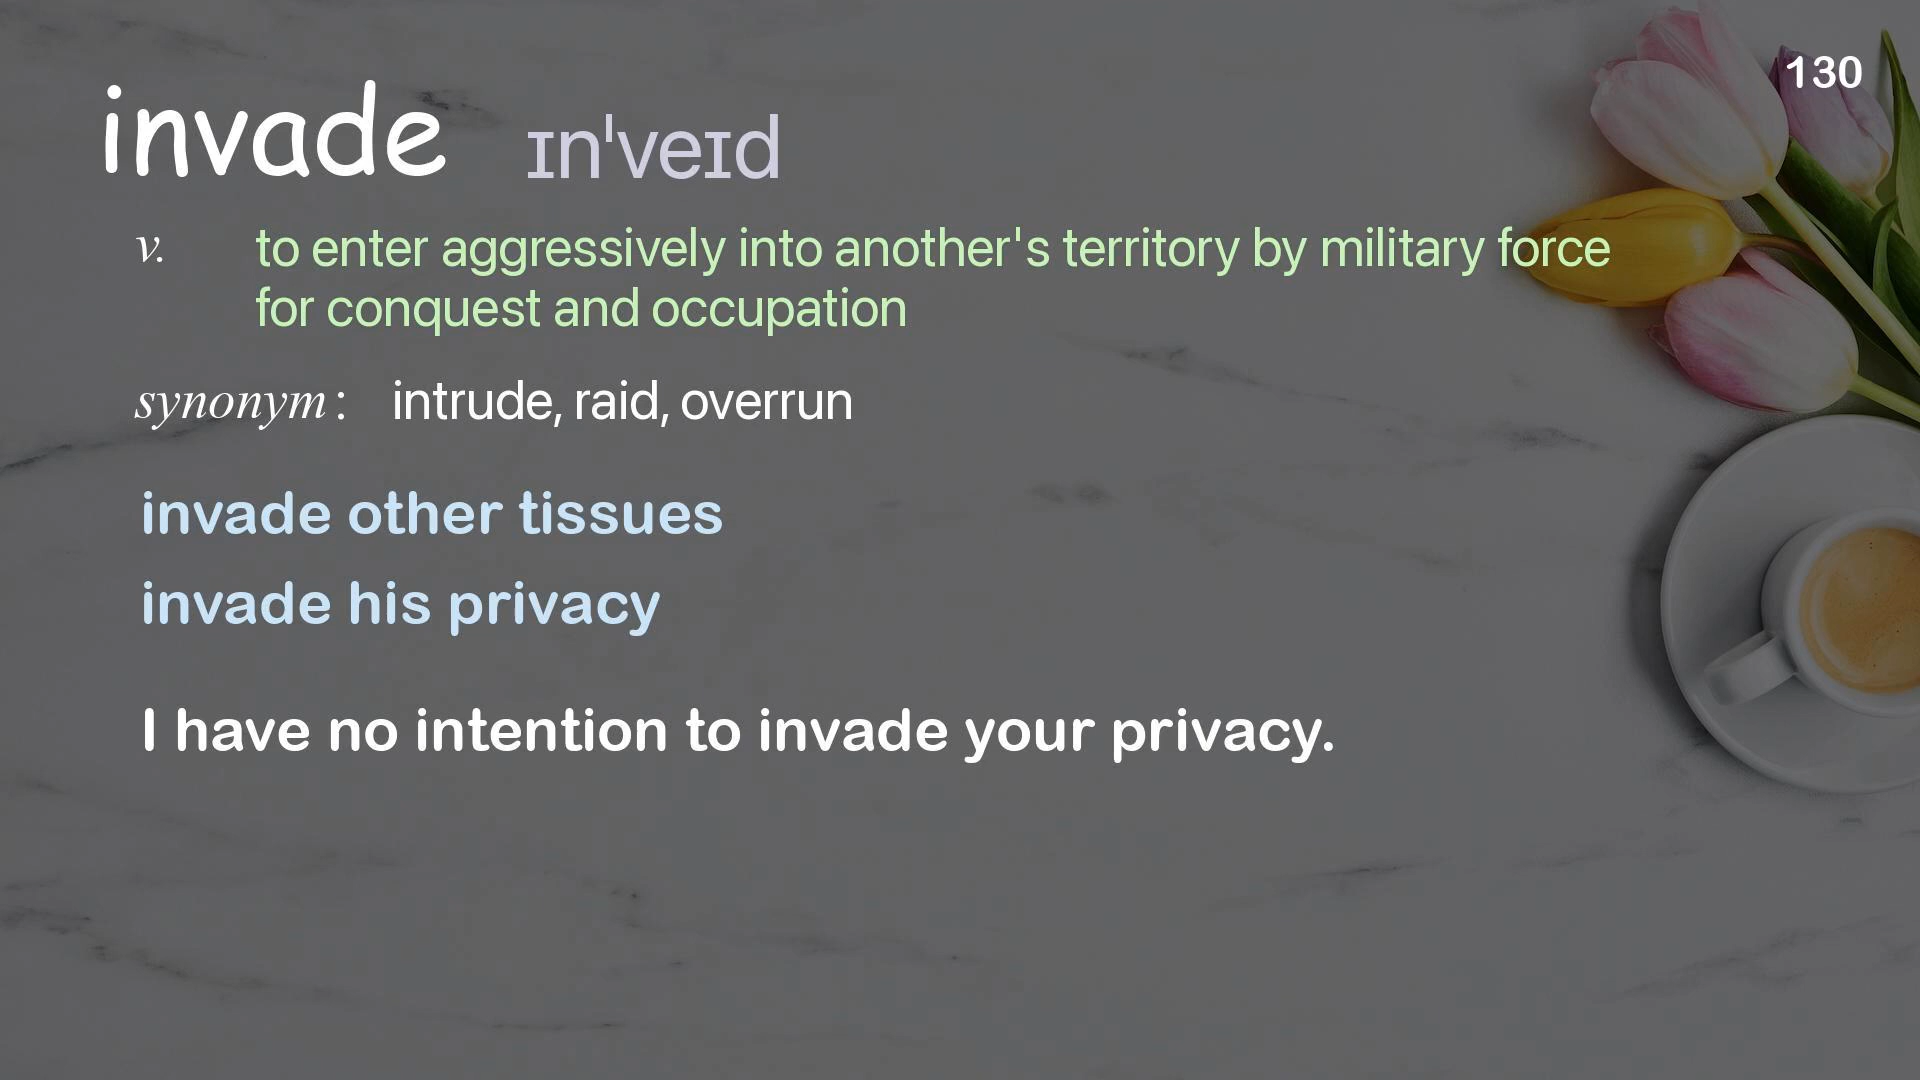 130
invade ɪnˈveɪd
v. to enter aggressively into another's territory by military force
for conquest and occupation
synonym: intrude, raid, overrun
invade other tissues
invade his privacy
I have no intention to invade your privacy.